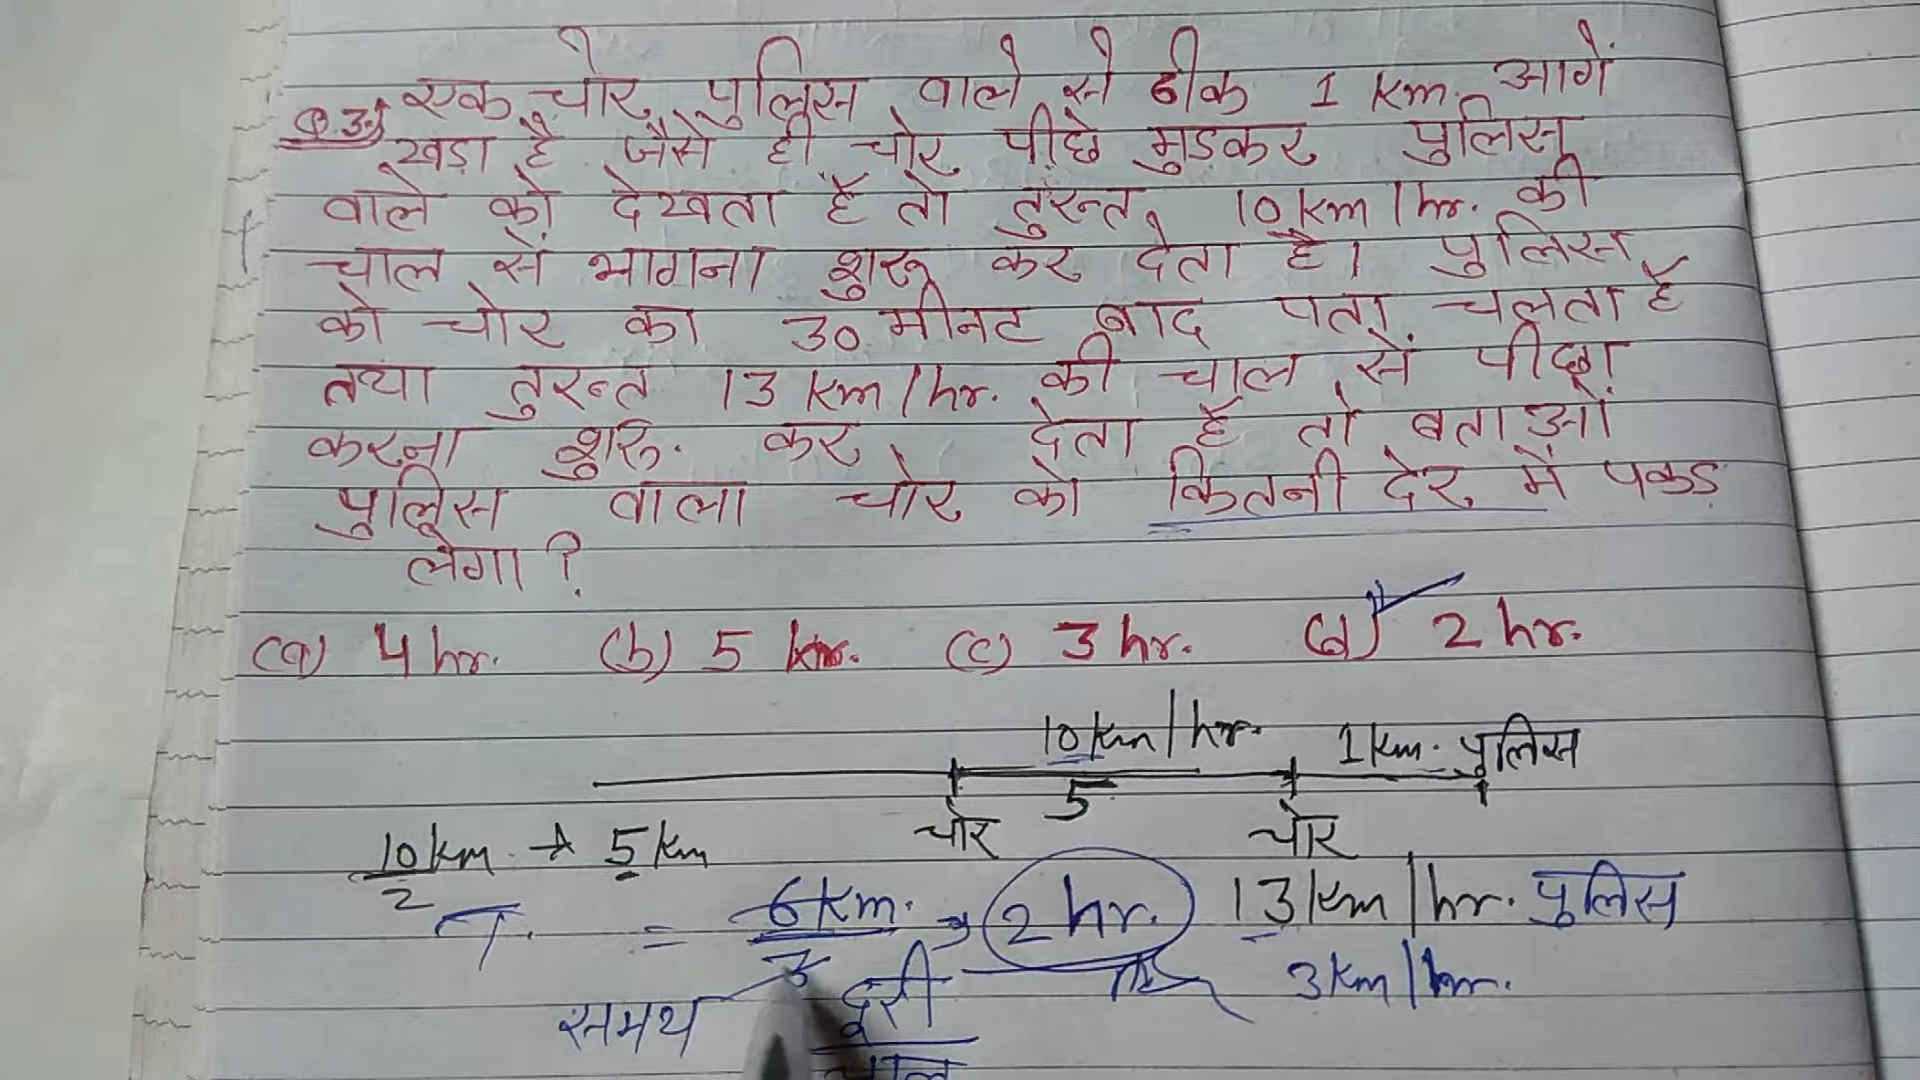 Q.3 एक चोर पुलिस वाले से ठीक 1 km. आगे
खड़ा है जैसे ही चोर पीछे मुडकर पुलिस
वाले को देखता है तो तुरन्त 10 km/hr. की
चाल से भागना शुरू कर देता है। पुलिस
को चोर का 30 मीनट बाद पता चलता है
तथा तुरन्त 13 km/hr. की चाल से पीछा
करना शुरू कर देता है तो बताओं
पुलिस वाला चोर को कितनी देर में पकड़
लेगा?
(a) 4 hr. (b) 5 hr. (c) 3 hr. (d) 2 hr.
10 km/hr. 1 km. पुलिस
5
चोर चोर
10 km → 5 km
2
T. = 6 km. → 2 hr. 13 km/hr. पुलिस
3 3 km/hr.
समय दूरी
चाल